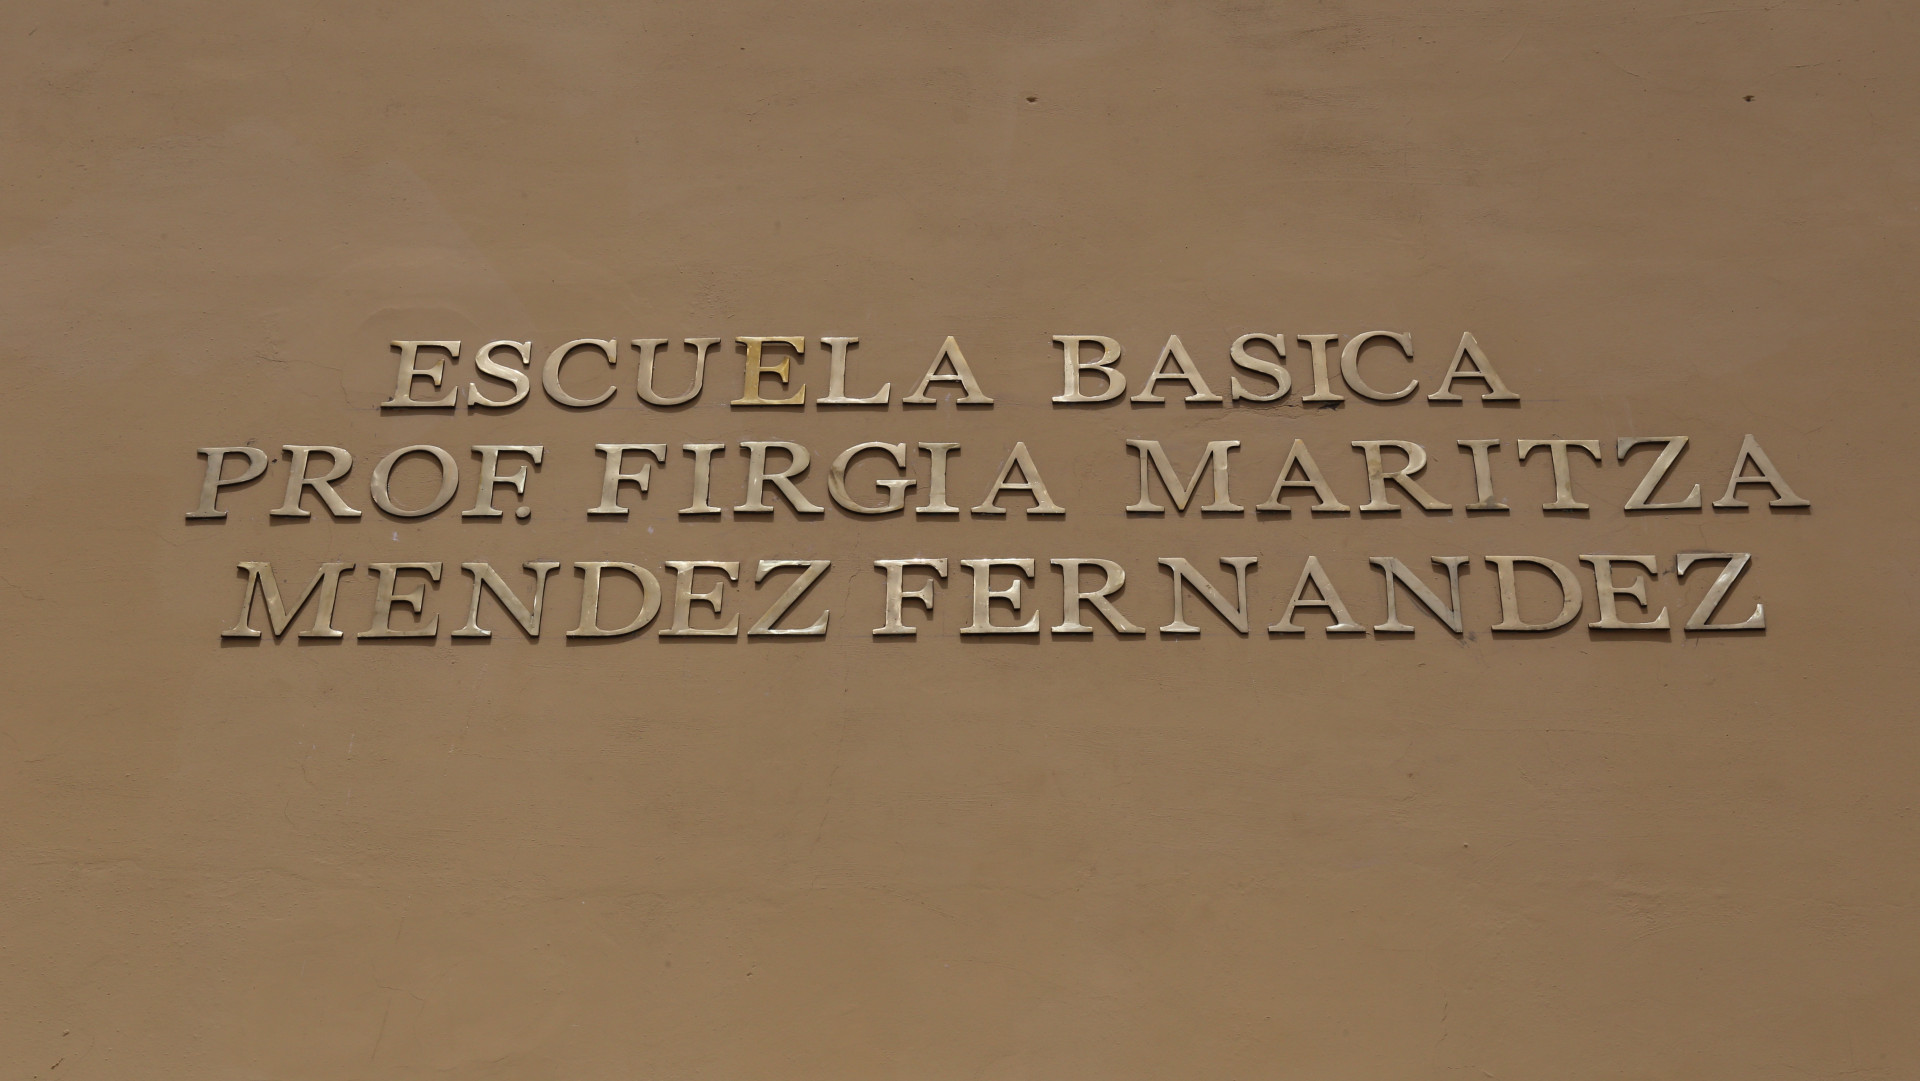 ESCUELA BASICA
PROF. FIRGIA MARITZA
MENDEZ FERNANDEZ